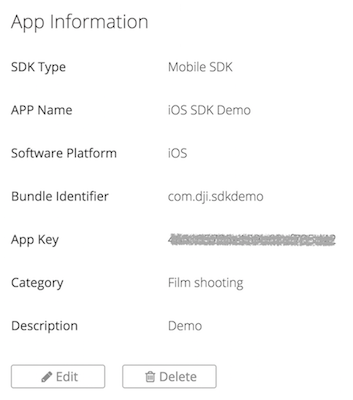 App Information
SDK Type Mobile SDK
APP Name iOS SDK Demo
Software Platform iOS
Bundle Identifier com.dji.sdkdemo
App Key
Category Film shooting
Description Demo
Edit Delete